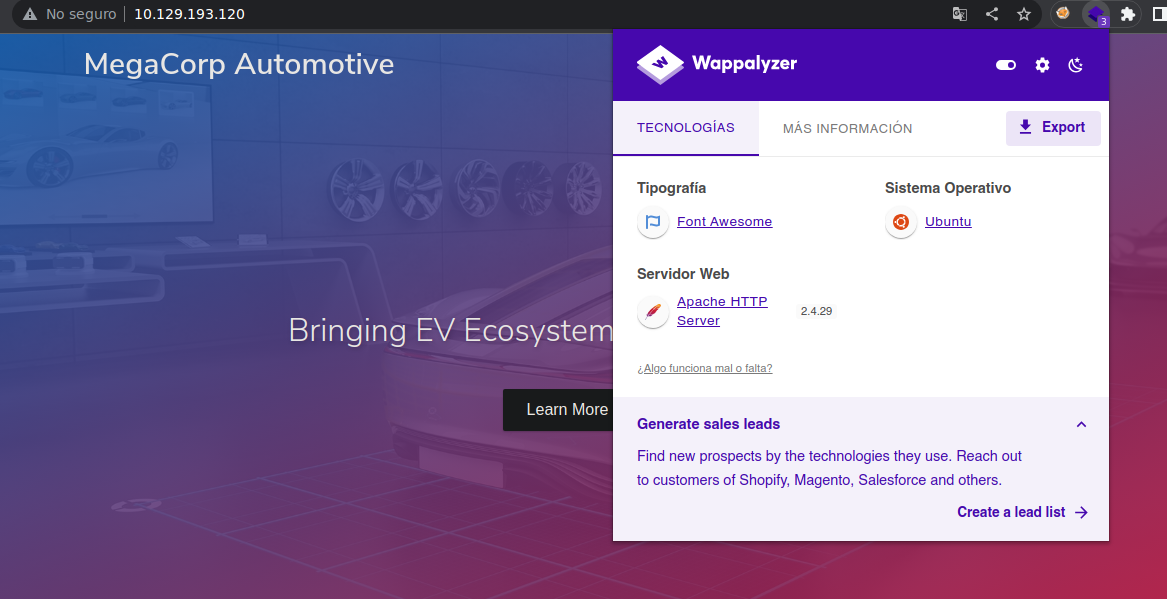 No seguro 10.129.193.120
3
MegaCorp Automotive
Wappalyzer
TECNOLOGÍAS MÁS INFORMACIÓN Export
Tipografía Sistema Operativo
Font Awesome Ubuntu
Servidor Web
Apache HTTP
Server 2.4.29
Bringing EV Ecosystem
¿Algo funciona mal o falta?
Learn More
Generate sales leads
Find new prospects by the technologies they use. Reach out
to customers of Shopify, Magento, Salesforce and others.
Create a lead list